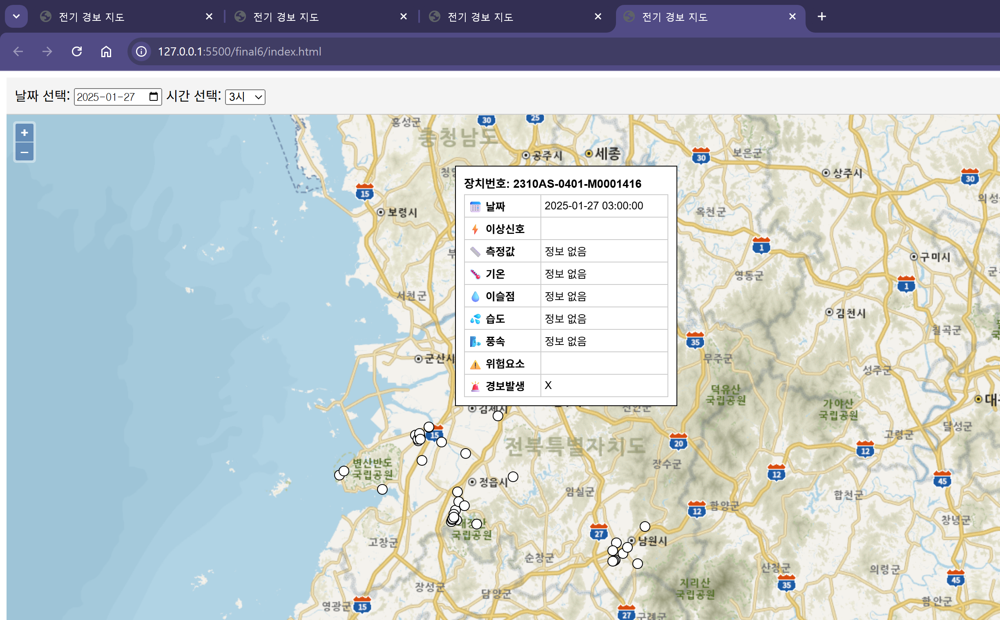 전기 경보 지도
전기 경보 지도
전기 경보 지도
전기 경보 지도
127.0.0.1:5500/final6/index.html
날짜 선택: 2025-01-27 시간 선택: 3시
+
–
홍성군
30
25
충청남도
공주시
세종
30
보은군
상주시
30
15
보령시
장치번호: 2310AS-0401-M0001416
날짜 2025-01-27 03:00:00
이상신호
측정값 정보 없음
기온 정보 없음
이슬점 정보 없음
습도 정보 없음
풍속 정보 없음
위험요소
경보발생 X
옥천군
1
구미시
영동군
1
서천군
김천시
칠곡군
35
군산시
무주군
성주군
덕유산
국립공원
가야산
국립공원
김제시
15
전북특별자치도
20
달성군
고령군
12
변산반도
국립공원
장수군
12
45
정읍시
임실군
합천군
12
함양군
창녕군
내장산
국립공원
27
남원시
고창군
순창군
산청군
의령군
45
35
장성군
담양군
지리산
국립공원
영광군
15
함안군
27
구례군